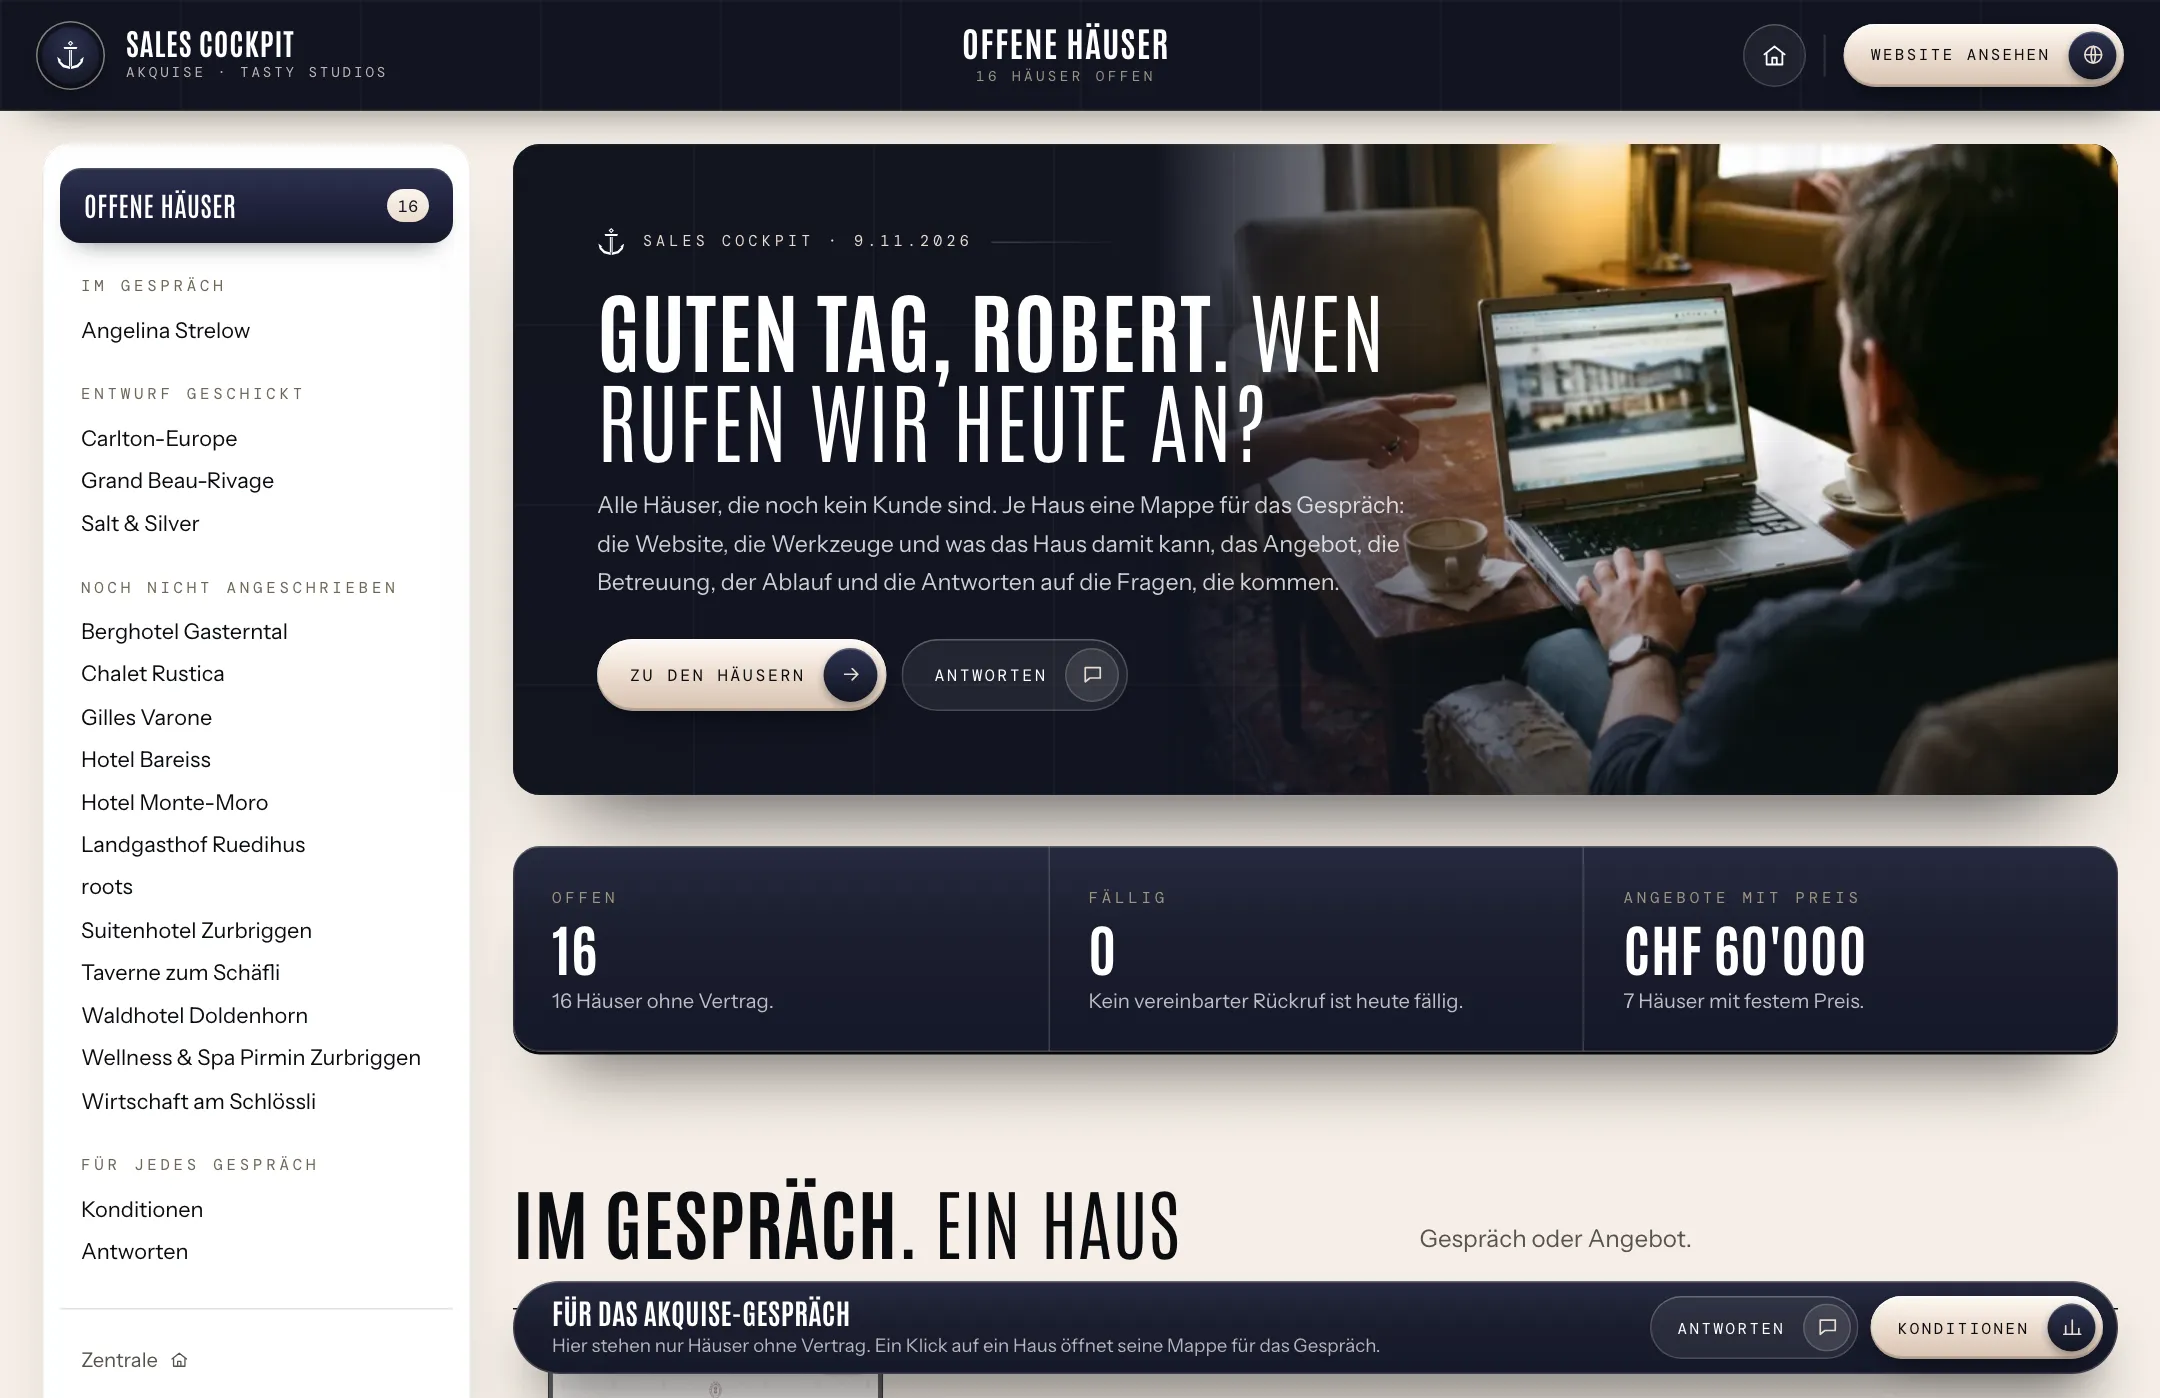 SALES COCKPIT
AKQUISE · TASTY STUDIOS
OFFENE HÄUSER
16 HÄUSER OFFEN
WEBSITE ANSEHEN
OFFENE HÄUSER
16
IM GESPRÄCH
Angelina Strelow
ENTWURF GESCHICKT
Carlton-Europe
Grand Beau-Rivage
Salt & Silver
NOCH NICHT ANGESCHRIEBEN
Berghotel Gasterntal
Chalet Rustica
Gilles Varone
Hotel Bareiss
Hotel Monte-Moro
Landgasthof Ruedihus
roots
Suitenhotel Zurbriggen
Taverne zum Schäfli
Waldhotel Doldenhorn
Wellness & Spa Pirmin Zurbriggen
Wirtschaft am Schlössli
FÜR JEDES GESPRÄCH
Konditionen
Antworten
Zentrale
SALES COCKPIT · 9.11.2026
GUTEN TAG, ROBERT. WEN
RUFEN WIR HEUTE AN?
Alle Häuser, die noch kein Kunde sind. Je Haus eine Mappe für das Gespräch:
die Website, die Werkzeuge und was das Haus damit kann, das Angebot, die
Betreuung, der Ablauf und die Antworten auf die Fragen, die kommen.
ZU DEN HÄUSERN
ANTWORTEN
OFFEN
16
16 Häuser ohne Vertrag.
FÄLLIG
0
Kein vereinbarter Rückruf ist heute fällig.
ANGEBOTE MIT PREIS
CHF 60'000
7 Häuser mit festem Preis.
IM GESPRÄCH. EIN HAUS
Gespräch oder Angebot.
FÜR DAS AKQUISE-GESPRÄCH
Hier stehen nur Häuser ohne Vertrag. Ein Klick auf ein Haus öffnet seine Mappe für das Gespräch.
ANTWORTEN
KONDITIONEN